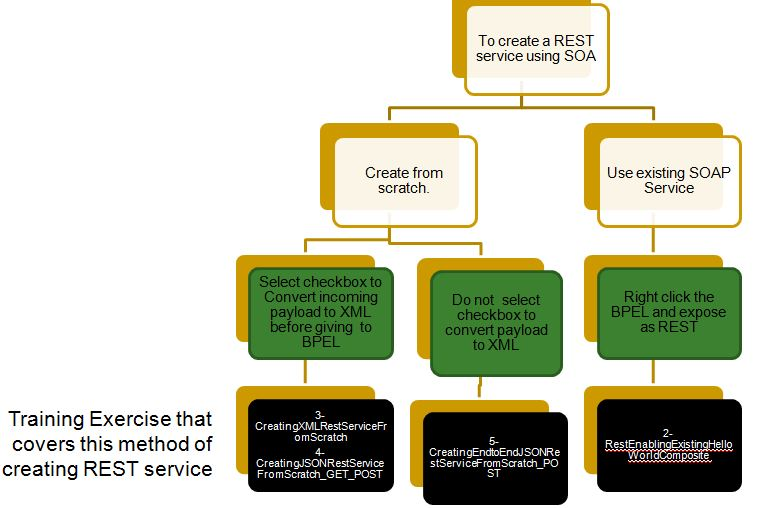 To create a REST
service using SOA
Create from
scratch.
Use existing SOAP
Service
Select checkbox to
Convert incoming
payload to XML
before giving to
BPEL
Do not select
checkbox to
convert payload
to XML
Right click the
BPEL and expose
as REST
Training Exercise that
covers this method of
creating REST service
3-
CreatingXMLRestServiceFr
omScratch
4-
CreatingJSONRestService
FromScratch_GET_POST
5-
CreatingEndtoEndJSONRe
stServiceFromScratch_PO
ST
2-
RestEnablingExistingHello
WorldComposite